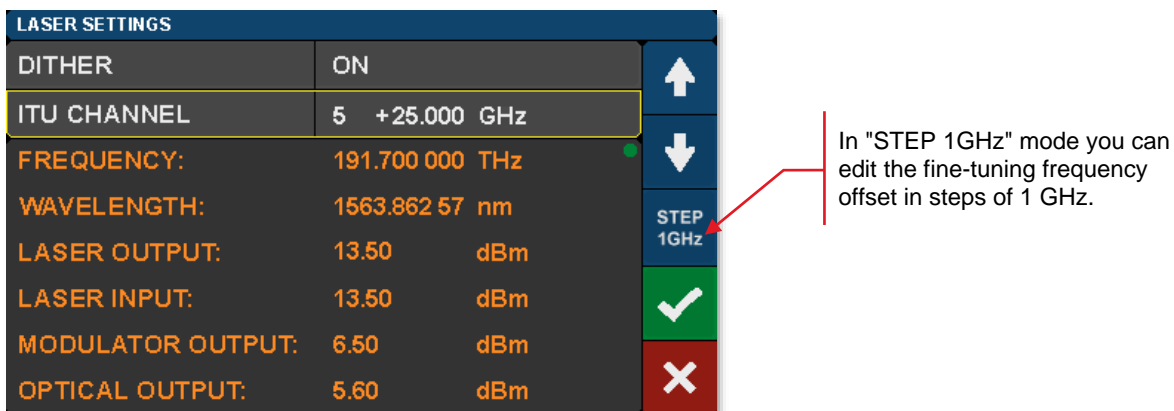 LASER SETTINGS
DITHER ON
ITU CHANNEL 5 +25.000 GHz
FREQUENCY: 191.700 000 THz
WAVELENGTH: 1563.862 57 nm
LASER OUTPUT: 13.50 dBm
LASER INPUT: 13.50 dBm
MODULATOR OUTPUT: 6.50 dBm
OPTICAL OUTPUT: 5.60 dBm
STEP
1GHz
In "STEP 1GHz" mode you can
edit the fine-tuning frequency
offset in steps of 1 GHz.